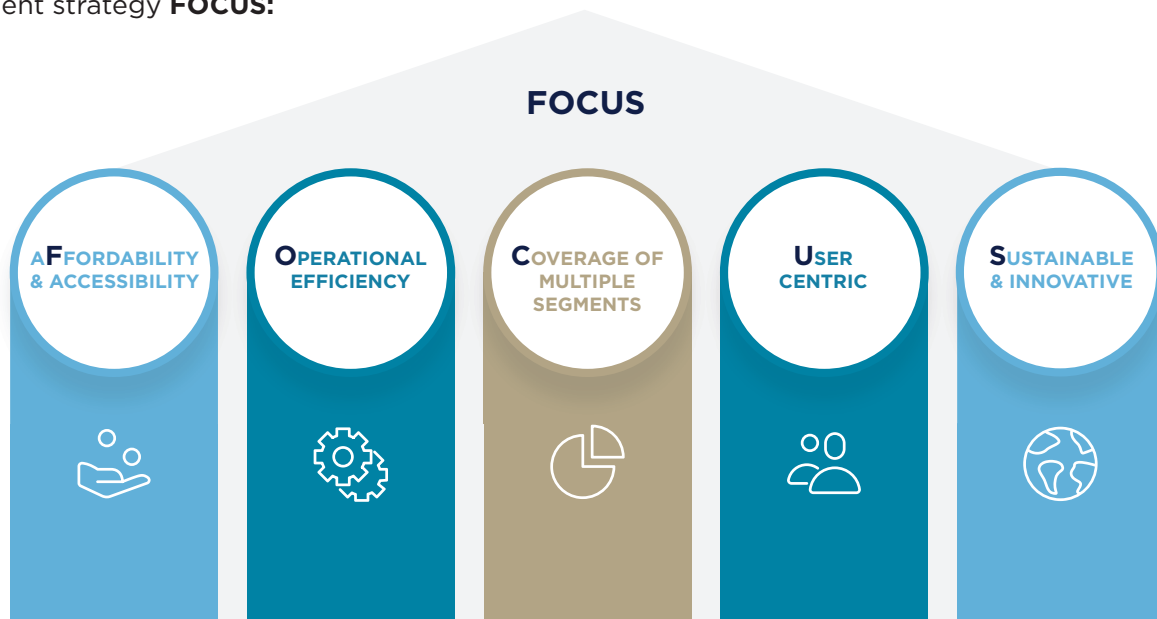 ent strategy FOCUS:
FOCUS
AFFORDABILITY
& ACCESSIBILITY
OPERATIONAL
EFFICIENCY
COVERAGE OF
MULTIPLE
SEGMENTS
USER
CENTRIC
SUSTAINABLE
& INNOVATIVE